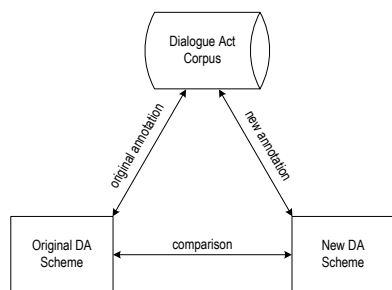 Dialogue Act
Corpus
original annotation
new annotation
Original DA
Scheme
comparison
New DA
Scheme